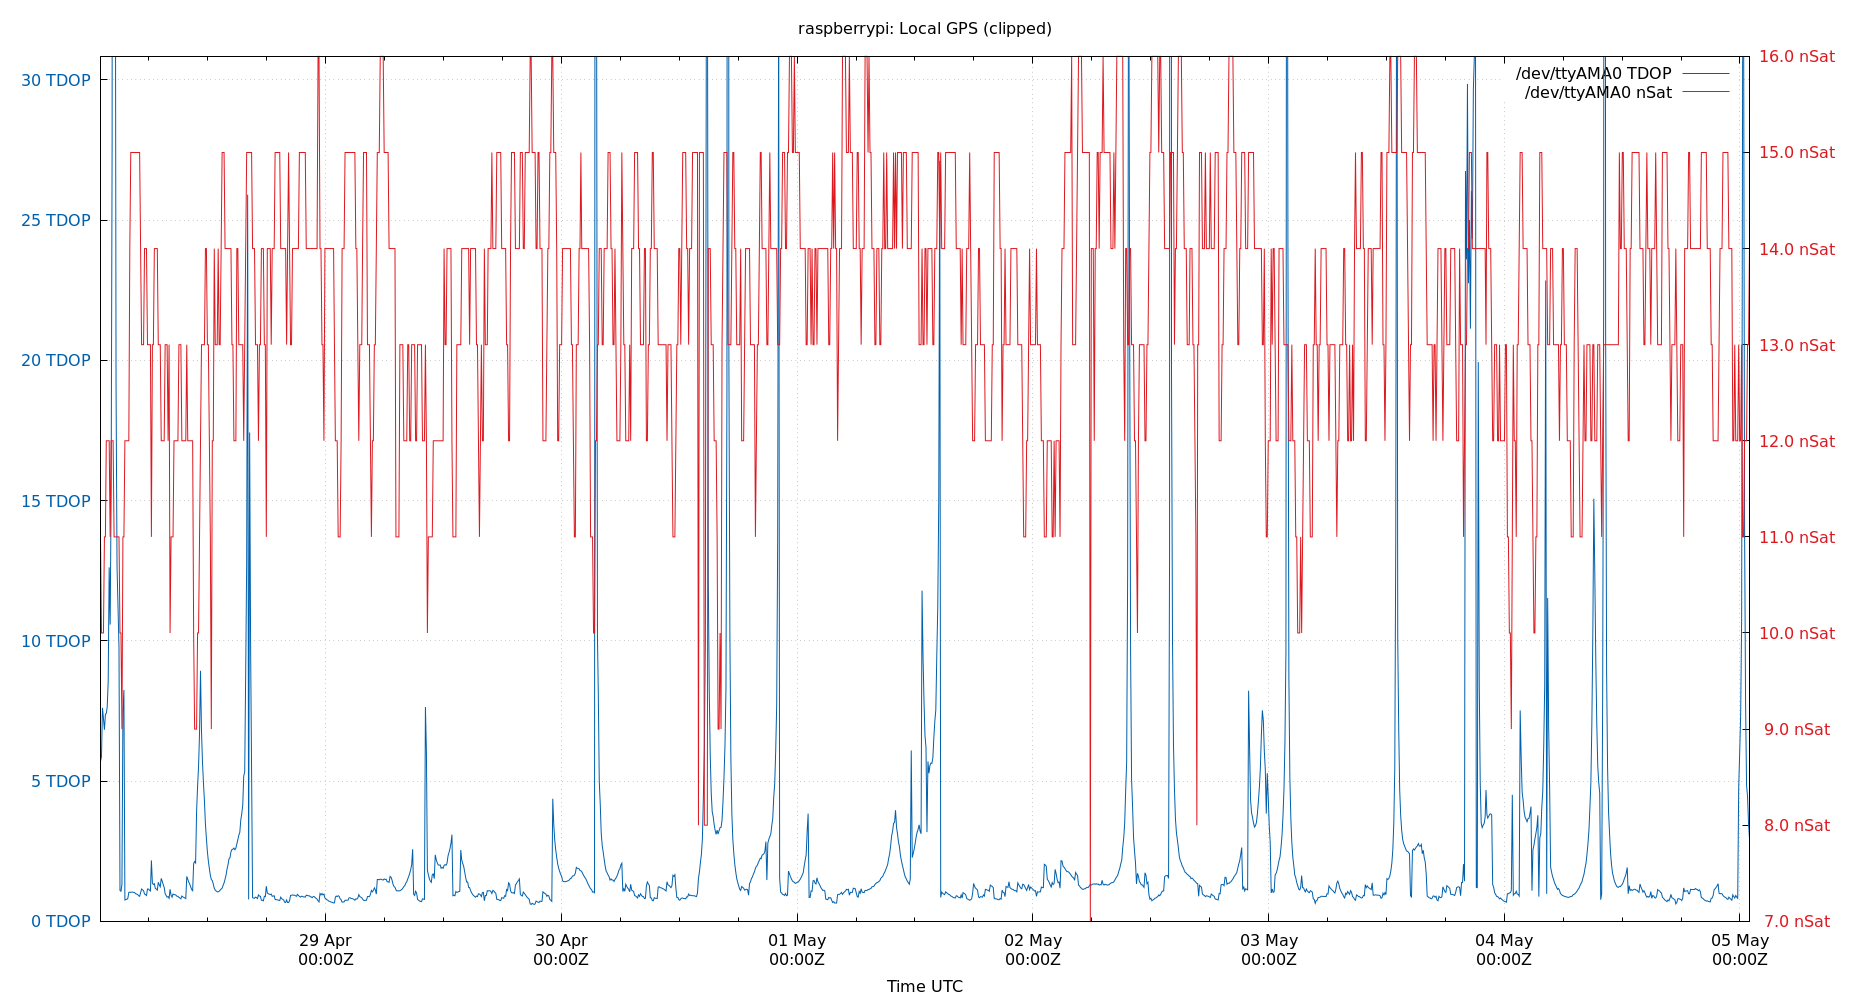 raspberrypi: Local GPS (clipped)
30 TDOP
25 TDOP
20 TDOP
15 TDOP
10 TDOP
5 TDOP
0 TDOP
16.0 nSat
15.0 nSat
14.0 nSat
13.0 nSat
12.0 nSat
11.0 nSat
10.0 nSat
9.0 nSat
8.0 nSat
7.0 nSat
/dev/ttyAMA0 TDOP
/dev/ttyAMA0 nSat
29 Apr
00:00Z
30 Apr
00:00Z
01 May
00:00Z
02 May
00:00Z
03 May
00:00Z
04 May
00:00Z
05 May
00:00Z
Time UTC